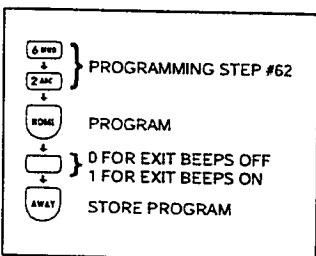 6 MNO
PROGRAMMING STEP #62
2 ABC
HOME PROGRAM
0 FOR EXIT BEEPS OFF
1 FOR EXIT BEEPS ON
AWAY STORE PROGRAM